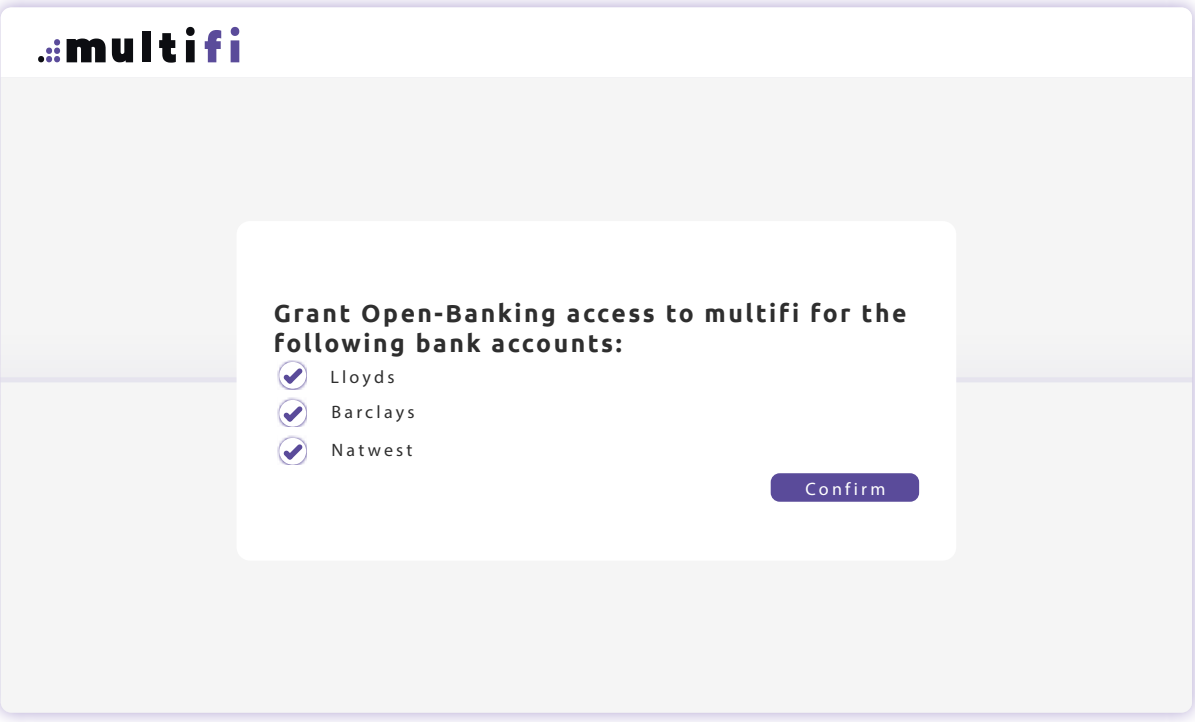 multifi
Grant Open-Banking access to multifi for the
following bank accounts:
Lloyds
Barclays
Natwest
Confirm